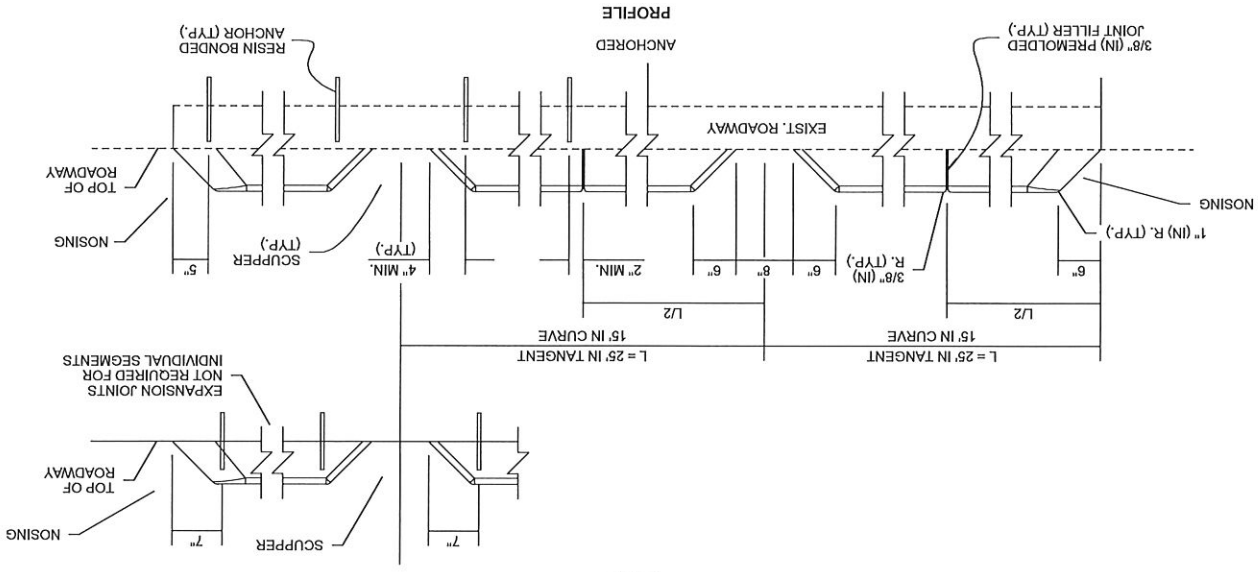 SCUPPER
NOSING
7"
7"
TOP OF
ROADWAY
EXPANSION JOINTS
NOT REQUIRED FOR
INDIVIDUAL SEGMENTS
L = 25' IN TANGENT
15' IN CURVE
L = 25' IN TANGENT
15' IN CURVE
L/2
L/2
6"
3/8" (IN)
R. (TYP.)
6"
8"
6"
2" MIN.
4" MIN.
(TYP.)
5"
1" (IN) R. (TYP.)
NOSING
SCUPPER
(TYP.)
NOSING
TOP OF
ROADWAY
EXIST. ROADWAY
3/8" (IN) PREMOLDED
JOINT FILLER (TYP.)
ANCHORED
RESIN BONDED
ANCHOR (TYP.)
PROFILE